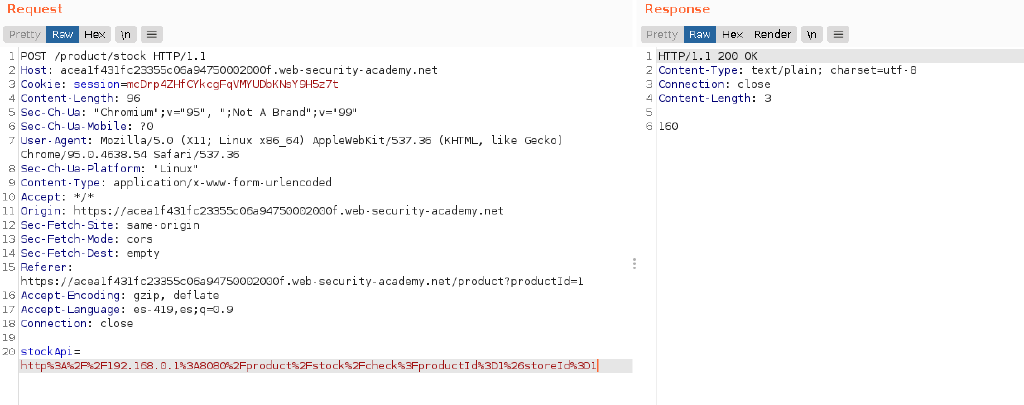 Request
Pretty Raw Hex \n
1 POST /product/stock HTTP/1.1
2 Host: acea1f431fc23355c06a94750002000f.web-security-academy.net
3 Cookie: session=mcDrp4ZHfCYkcgFqVMYUDbKNsY9H5z7t
4 Content-Length: 96
5 Sec-Ch-Ua: "Chromium";v="95", ";Not A Brand";v="99"
6 Sec-Ch-Ua-Mobile: ?0
7 User-Agent: Mozilla/5.0 (X11; Linux x86_64) AppleWebKit/537.36 (KHTML, like Gecko)
Chrome/95.0.4638.54 Safari/537.36
8 Sec-Ch-Ua-Platform: "Linux"
9 Content-Type: application/x-www-form-urlencoded
10 Accept: */*
11 Origin: https://acea1f431fc23355c06a94750002000f.web-security-academy.net
12 Sec-Fetch-Site: same-origin
13 Sec-Fetch-Mode: cors
14 Sec-Fetch-Dest: empty
15 Referer:
https://acea1f431fc23355c06a94750002000f.web-security-academy.net/product?productId=1
16 Accept-Encoding: gzip, deflate
17 Accept-Language: es-419,es;q=0.9
18 Connection: close
19
20 stockApi=
http%3A%2F%2F192.168.0.1%3A8080%2Fproduct%2Fstock%2Fcheck%3FproductId%3D1%26storeId%3D1
Response
Pretty Raw Hex Render \n
1 HTTP/1.1 200 OK
2 Content-Type: text/plain; charset=utf-8
3 Connection: close
4 Content-Length: 3
5
6 160